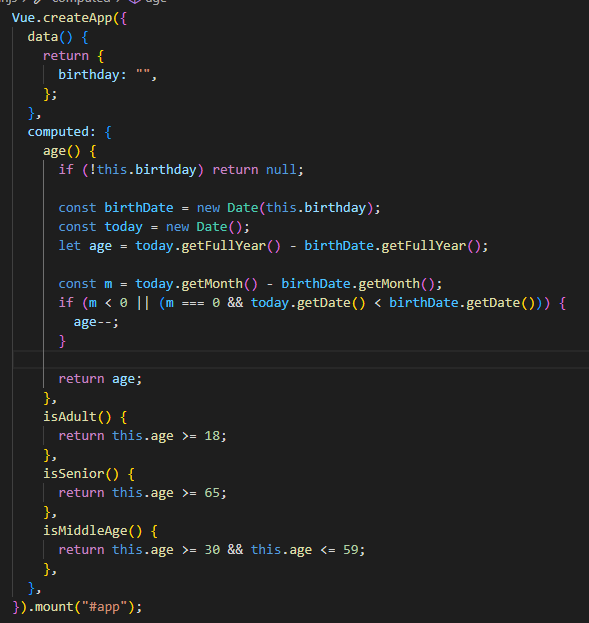 computed > age
Vue.createApp({
  data() {
    return {
      birthday: "",
    };
  },
  computed: {
    age() {
      if (!this.birthday) return null;

      const birthDate = new Date(this.birthday);
      const today = new Date();
      let age = today.getFullYear() - birthDate.getFullYear();

      const m = today.getMonth() - birthDate.getMonth();
      if (m < 0 || (m === 0 && today.getDate() < birthDate.getDate())) {
        age--;
      }

      return age;
    },
    isAdult() {
      return this.age >= 18;
    },
    isSenior() {
      return this.age >= 65;
    },
    isMiddleAge() {
      return this.age >= 30 && this.age <= 59;
    },
  },
}).mount("#app");